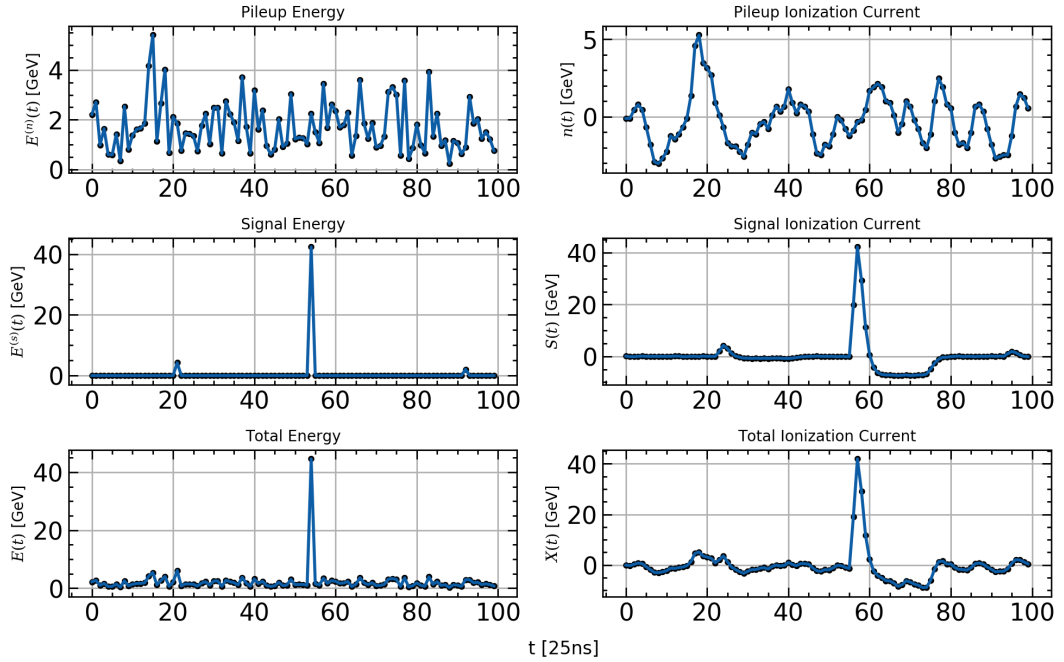 Pileup Energy
E^(n)(t) [GeV]
4
2
0
0 20 40 60 80 100
Pileup Ionization Current
n(t) [GeV]
5
0
0 20 40 60 80 100
Signal Energy
E^(s)(t) [GeV]
40
20
0
0 20 40 60 80 100
Signal Ionization Current
S(t) [GeV]
40
20
0
0 20 40 60 80 100
Total Energy
E(t) [GeV]
40
20
0
0 20 40 60 80 100
Total Ionization Current
X(t) [GeV]
40
20
0
0 20 40 60 80 100
t [25ns]